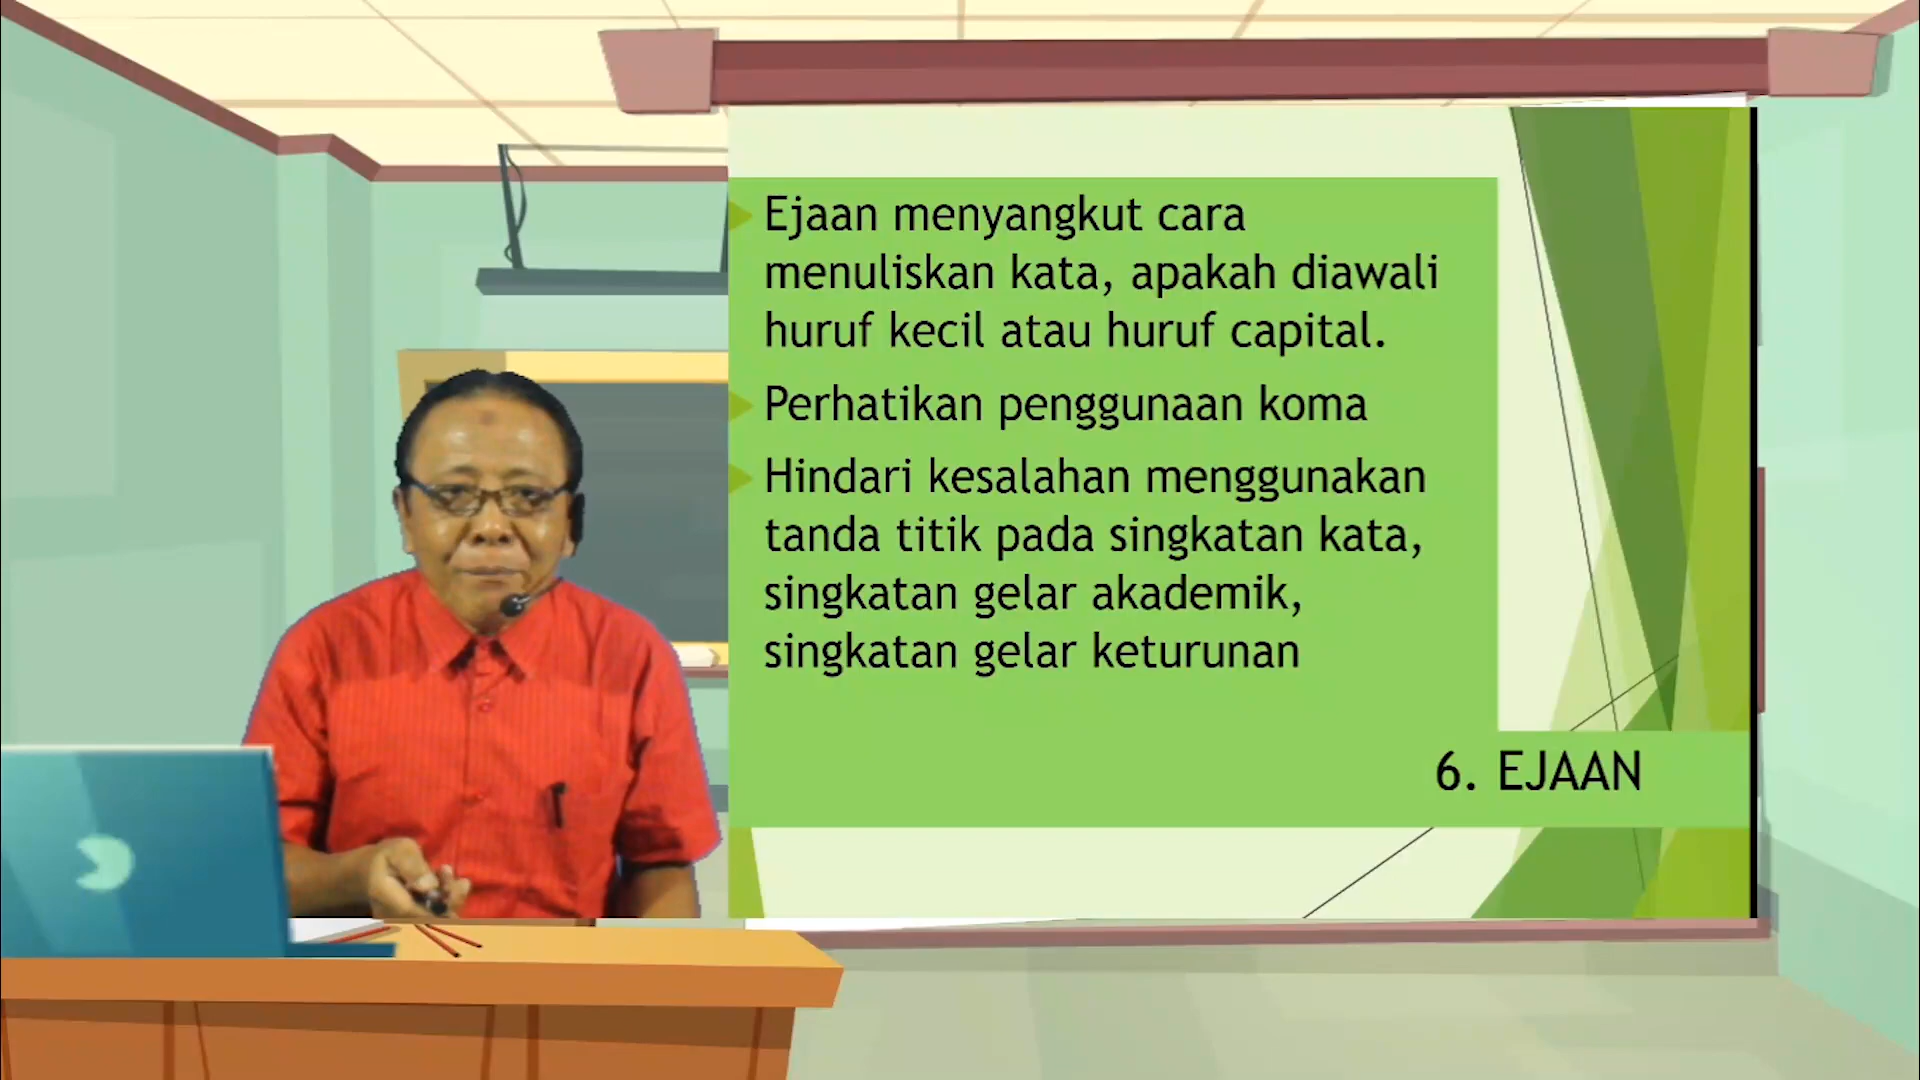 Ejaan menyangkut cara
menuliskan kata, apakah diawali
huruf kecil atau huruf capital.
Perhatikan penggunaan koma
Hindari kesalahan menggunakan
tanda titik pada singkatan kata,
singkatan gelar akademik,
singkatan gelar keturunan
6. EJAAN